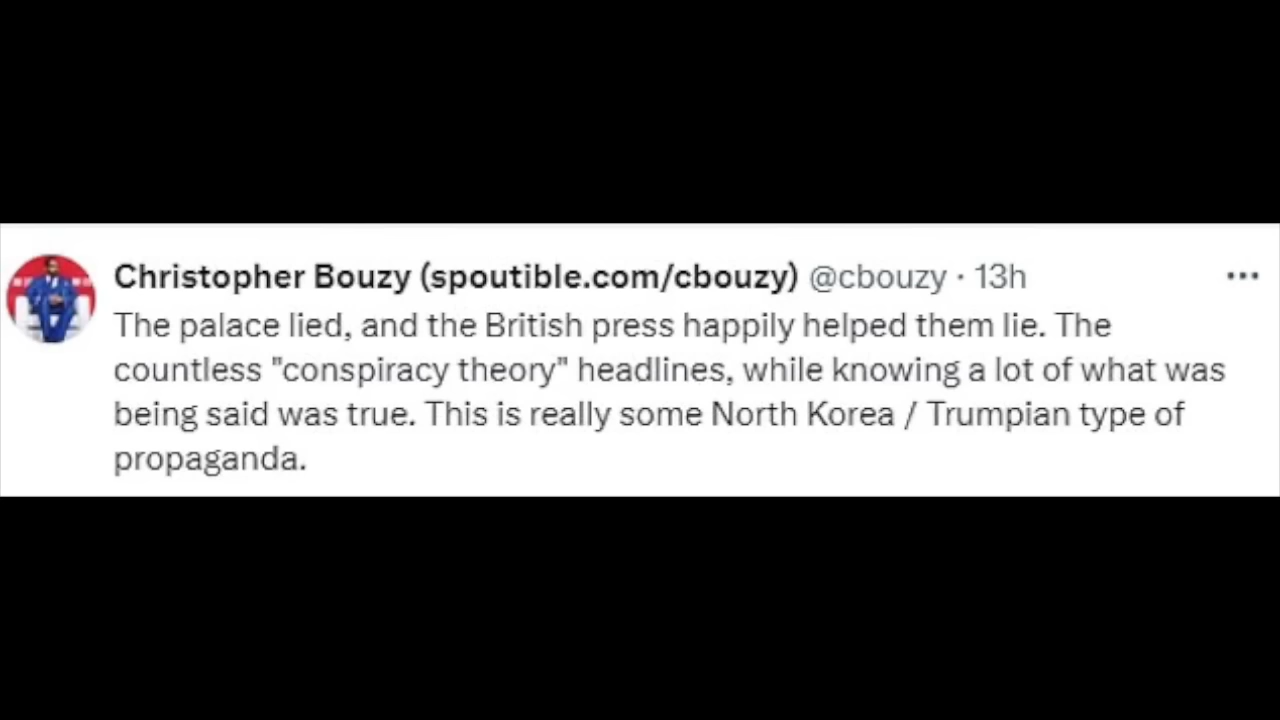 Christopher Bouzy (spoutible.com/cbouzy) @cbouzy · 13h
The palace lied, and the British press happily helped them lie. The
countless "conspiracy theory" headlines, while knowing a lot of what was
being said was true. This is really some North Korea / Trumpian type of
propaganda.